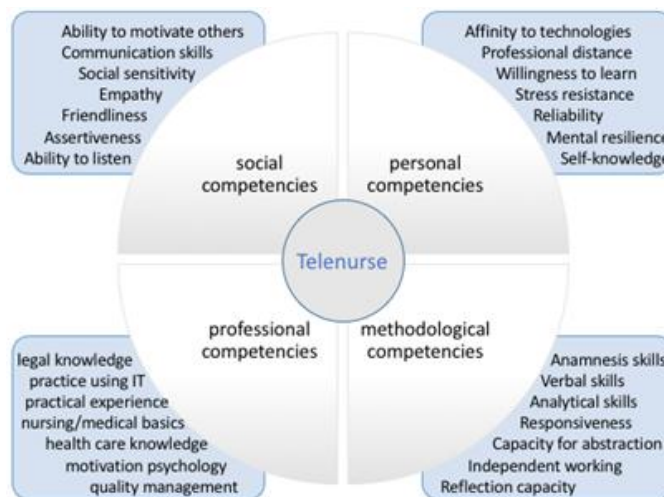 Ability to motivate others
Communication skills
Social sensitivity
Empathy
Friendliness
Assertiveness
Ability to listen
Affinity to technologies
Professional distance
Willingness to learn
Stress resistance
Reliability
Mental resilience
Self-knowledge
social
competencies
personal
competencies
Telenurse
professional
competencies
methodological
competencies
legal knowledge
practice using IT
practical experience
nursing/medical basics
health care knowledge
motivation psychology
quality management
Anamnesis skills
Verbal skills
Analytical skills
Responsiveness
Capacity for abstraction
Independent working
Reflection capacity